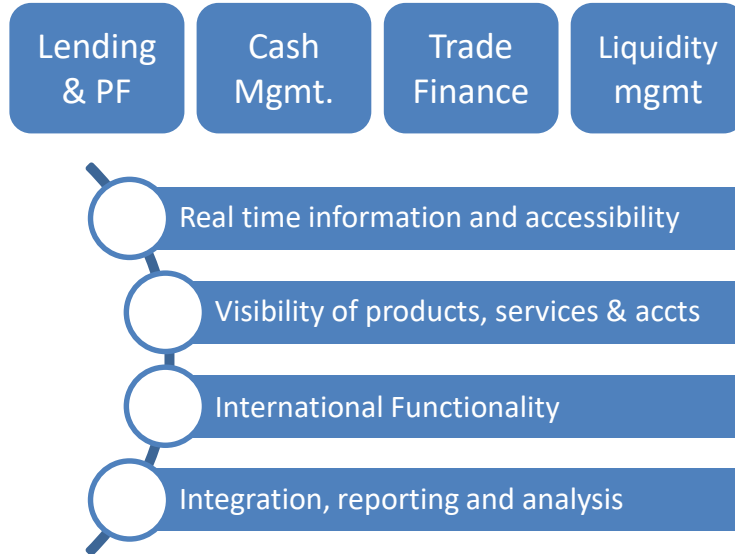 Lending
& PF
Cash
Mgmt.
Trade
Finance
Liquidity
mgmt
Real time information and accessibility
Visibility of products, services & accts
International Functionality
Integration, reporting and analysis